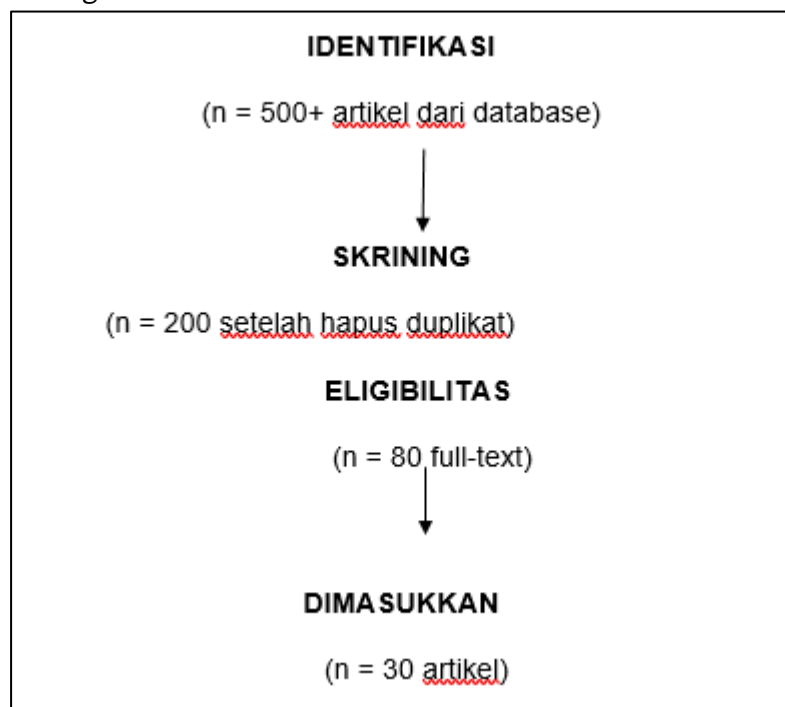 IDENTIFIKASI
(n = 500+ artikel dari database)
SKRINING
(n = 200 setelah hapus duplikat)
ELIGIBILITAS
(n = 80 full-text)
DIMASUKKAN
(n = 30 artikel)